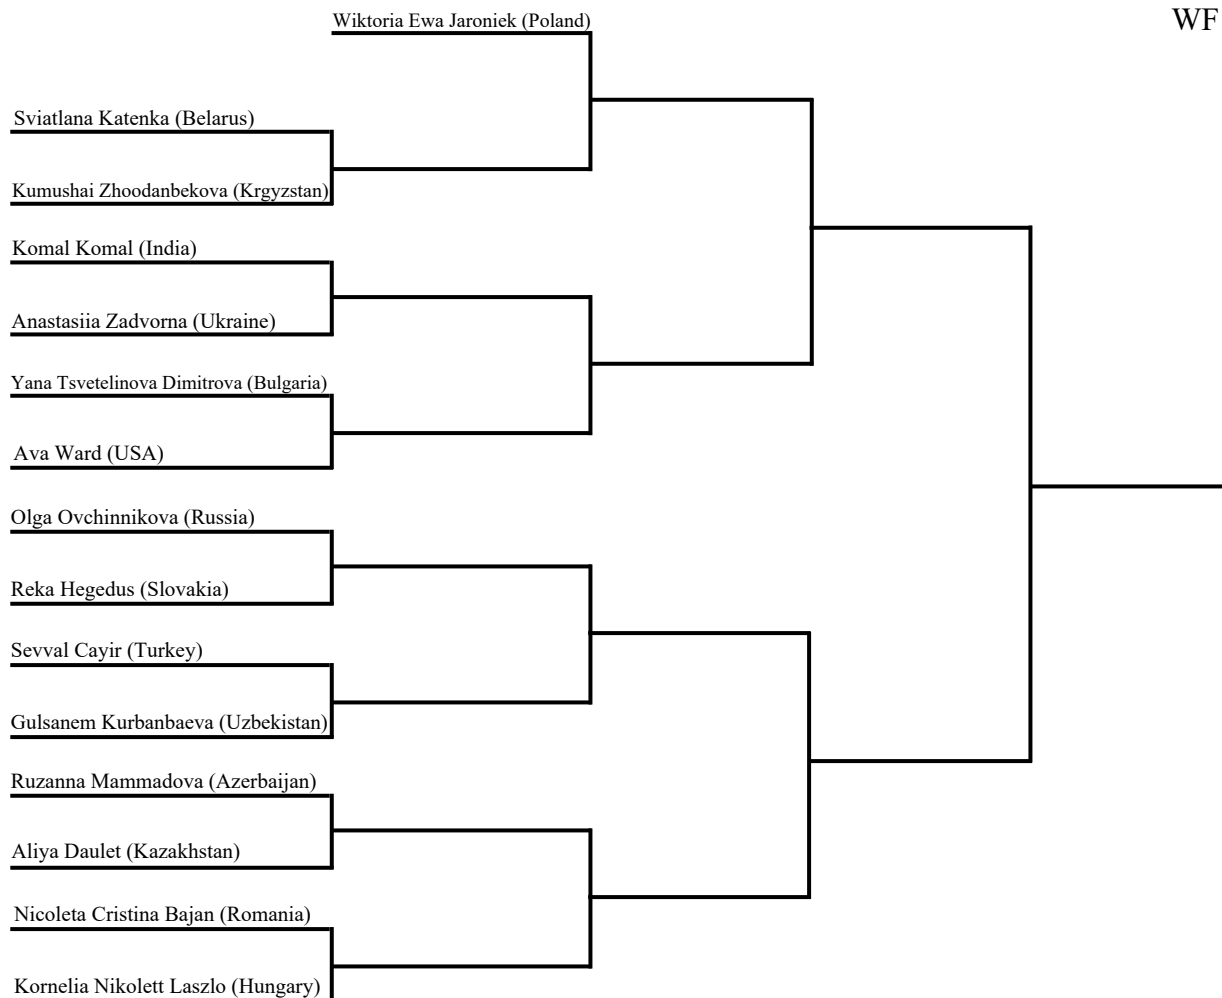 Wiktoria Ewa Jaroniek (Poland)
WF
Sviatlana Katenka (Belarus)
Kumushai Zhoodanbekova (Krgyzstan)
Komal Komal (India)
Anastasiia Zadvorna (Ukraine)
Yana Tsvetelinova Dimitrova (Bulgaria)
Ava Ward (USA)
Olga Ovchinnikova (Russia)
Reka Hegedus (Slovakia)
Sevval Cayir (Turkey)
Gulsanem Kurbanbaeva (Uzbekistan)
Ruzanna Mammadova (Azerbaijan)
Aliya Daulet (Kazakhstan)
Nicoleta Cristina Bajan (Romania)
Kornelia Nikolett Laszlo (Hungary)